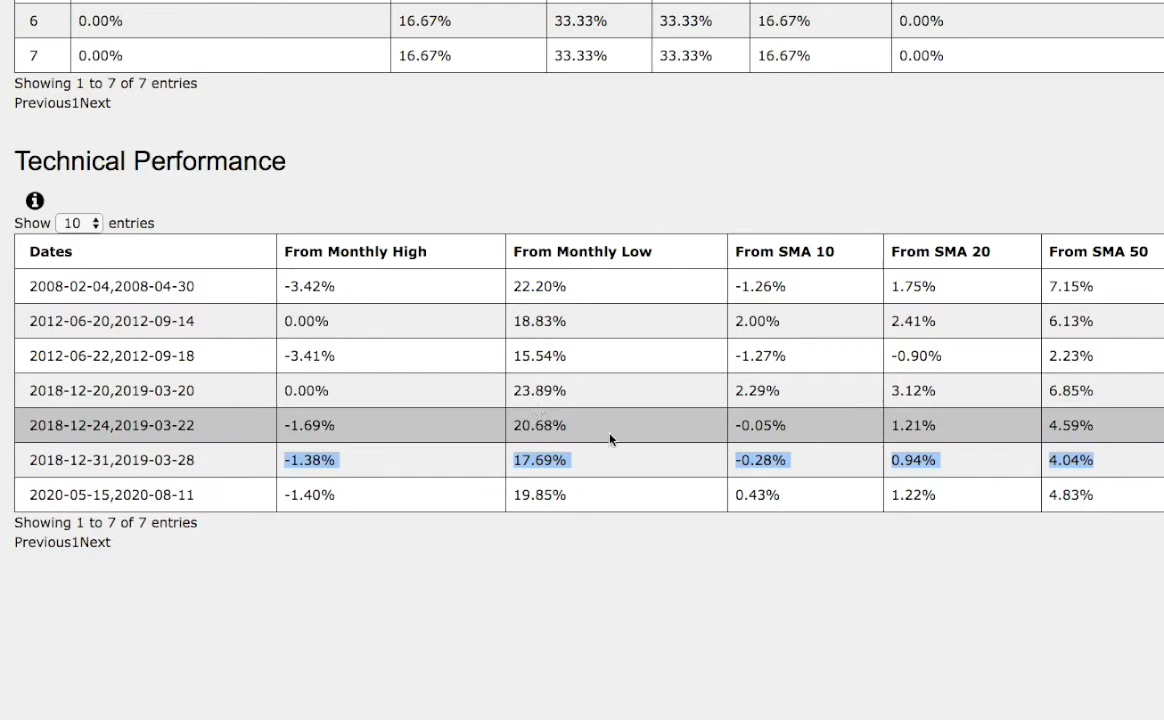 6 0.00% 16.67% 33.33% 33.33% 16.67% 0.00%
7 0.00% 16.67% 33.33% 33.33% 16.67% 0.00%
Showing 1 to 7 of 7 entries
Previous1Next
Technical Performance
Show 10 entries
Dates From Monthly High From Monthly Low From SMA 10 From SMA 20 From SMA 50
2008-02-04,2008-04-30 -3.42% 22.20% -1.26% 1.75% 7.15%
2012-06-20,2012-09-14 0.00% 18.83% 2.00% 2.41% 6.13%
2012-06-22,2012-09-18 -3.41% 15.54% -1.27% -0.90% 2.23%
2018-12-20,2019-03-20 0.00% 23.89% 2.29% 3.12% 6.85%
2018-12-24,2019-03-22 -1.69% 20.68% -0.05% 1.21% 4.59%
2018-12-31,2019-03-28 -1.38% 17.69% -0.28% 0.94% 4.04%
2020-05-15,2020-08-11 -1.40% 19.85% 0.43% 1.22% 4.83%
Showing 1 to 7 of 7 entries
Previous1Next